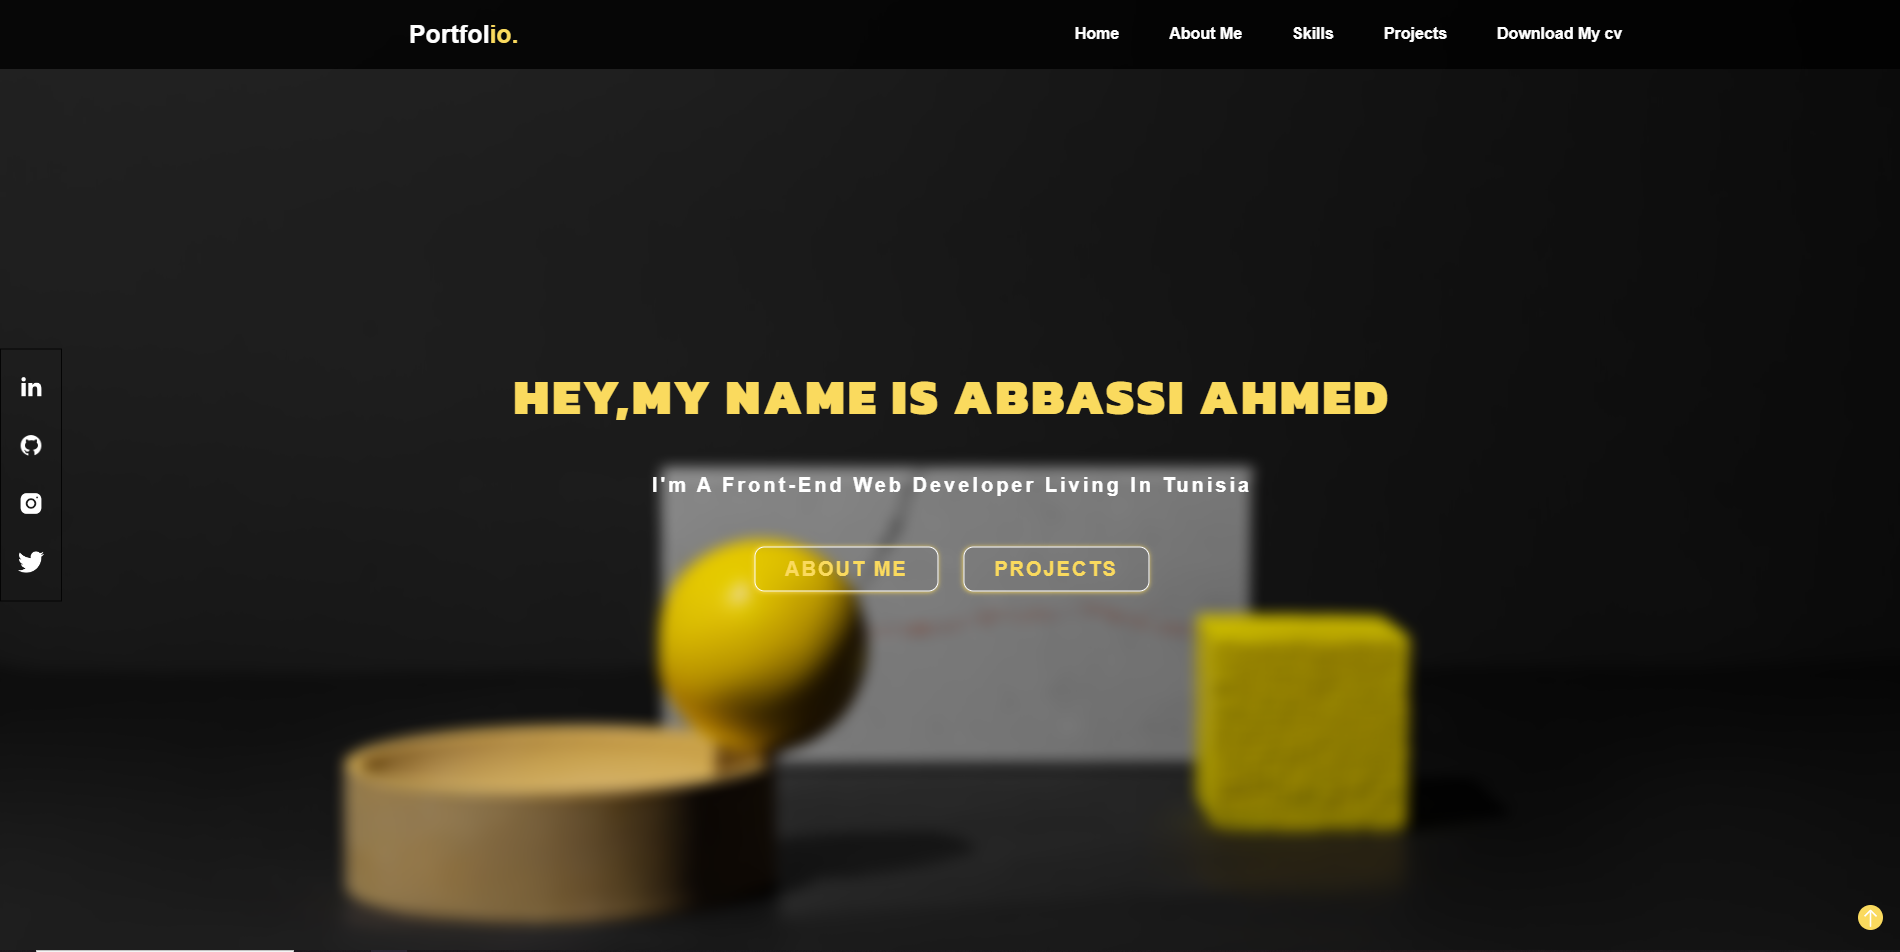 Portfolio.
Home About Me Skills Projects Download My cv
HEY,MY NAME IS ABBASSI AHMED
I'm A Front-End Web Developer Living In Tunisia
ABOUT ME PROJECTS